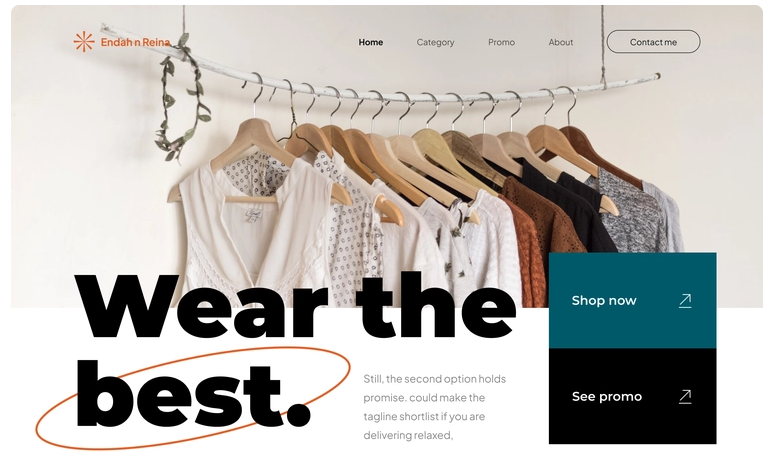 Endah n Reina
Home
Category
Promo
About
Contact me
Wear the
best.
Still, the second option holds
promise. could make the
tagline shortlist if you are
delivering relaxed,
Shop now
See promo